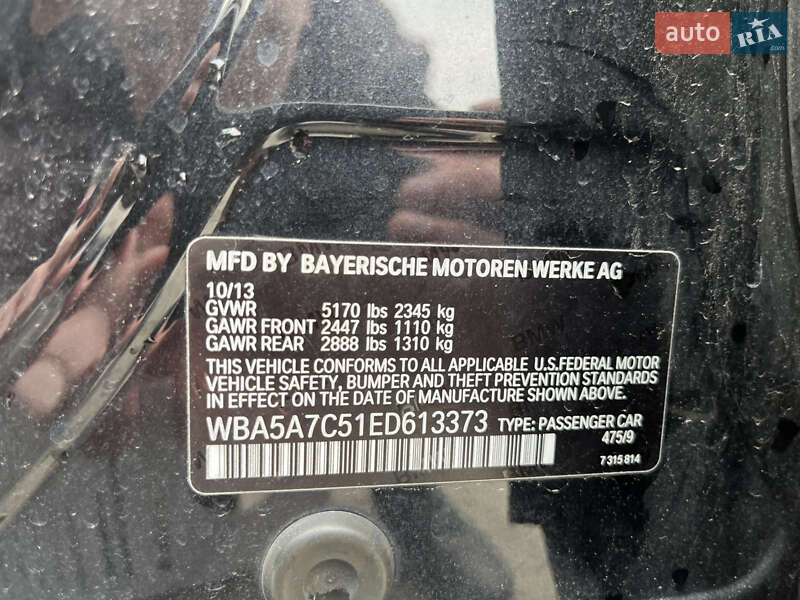 auto RIA
.com
MFD BY BAYERISCHE MOTOREN WERKE AG
10/13
GVWR 5170 lbs 2345 kg
GAWR FRONT 2447 lbs 1110 kg
GAWR REAR 2888 lbs 1310 kg
THIS VEHICLE CONFORMS TO ALL APPLICABLE U.S.FEDERAL MOTOR
VEHICLE SAFETY, BUMPER AND THEFT PREVENTION STANDARDS
IN EFFECT ON THE DATE OF MANUFACTURE SHOWN ABOVE.
WBA5A7C51ED613373 TYPE: PASSENGER CAR
475/9
7 315 814